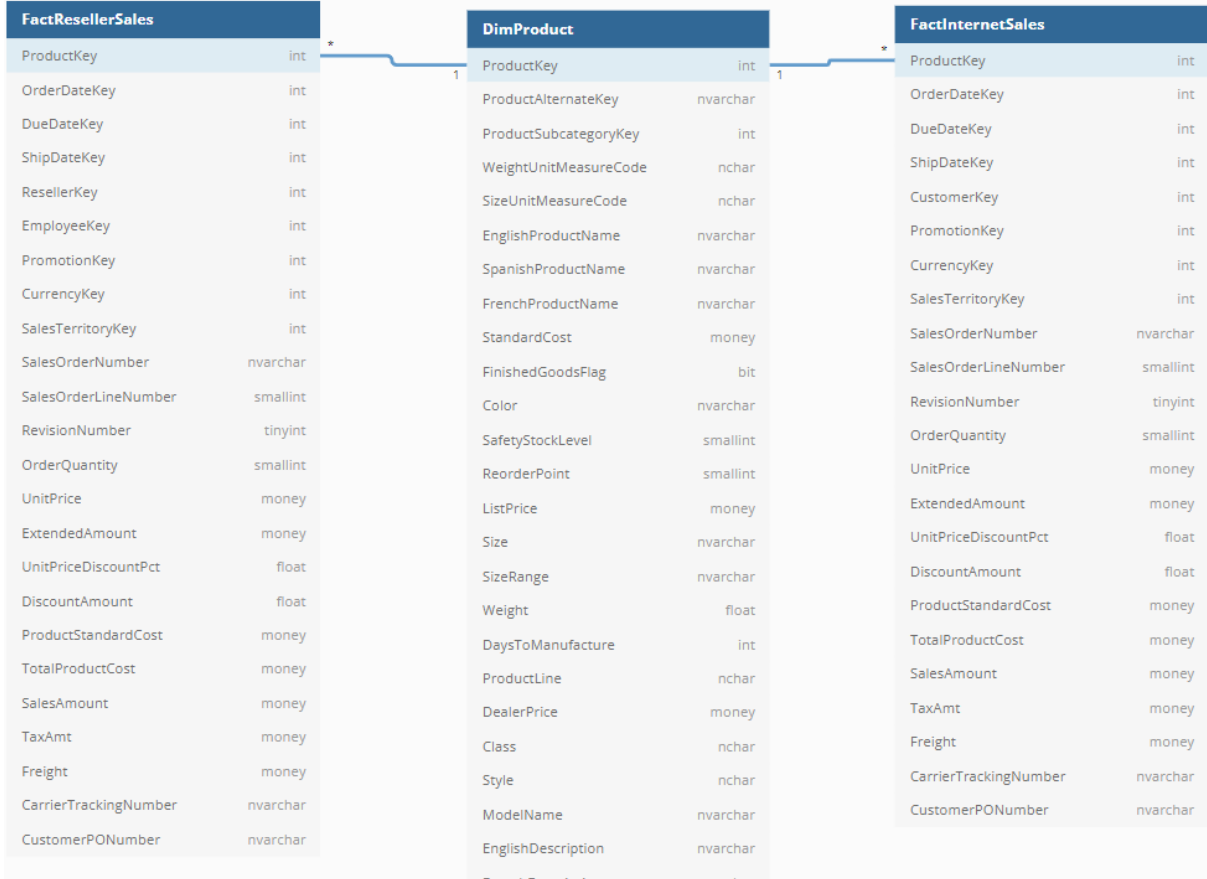 FactResellerSales
ProductKey int
OrderDateKey int
DueDateKey int
ShipDateKey int
ResellerKey int
EmployeeKey int
PromotionKey int
CurrencyKey int
SalesTerritoryKey int
SalesOrderNumber nvarchar
SalesOrderLineNumber smallint
RevisionNumber tinyint
OrderQuantity smallint
UnitPrice money
ExtendedAmount money
UnitPriceDiscountPct float
DiscountAmount float
ProductStandardCost money
TotalProductCost money
SalesAmount money
TaxAmt money
Freight money
CarrierTrackingNumber nvarchar
CustomerPONumber nvarchar
*
1
DimProduct
ProductKey int
ProductAlternateKey nvarchar
ProductSubcategoryKey int
WeightUnitMeasureCode nchar
SizeUnitMeasureCode nchar
EnglishProductName nvarchar
SpanishProductName nvarchar
FrenchProductName nvarchar
StandardCost money
FinishedGoodsFlag bit
Color nvarchar
SafetyStockLevel smallint
ReorderPoint smallint
ListPrice money
Size nvarchar
SizeRange nvarchar
Weight float
DaysToManufacture int
ProductLine nchar
DealerPrice money
Class nchar
Style nchar
ModelName nvarchar
EnglishDescription nvarchar
1
*
FactInternetSales
ProductKey int
OrderDateKey int
DueDateKey int
ShipDateKey int
CustomerKey int
PromotionKey int
CurrencyKey int
SalesTerritoryKey int
SalesOrderNumber nvarchar
SalesOrderLineNumber smallint
RevisionNumber tinyint
OrderQuantity smallint
UnitPrice money
ExtendedAmount money
UnitPriceDiscountPct float
DiscountAmount float
ProductStandardCost money
TotalProductCost money
SalesAmount money
TaxAmt money
Freight money
CarrierTrackingNumber nvarchar
CustomerPONumber nvarchar